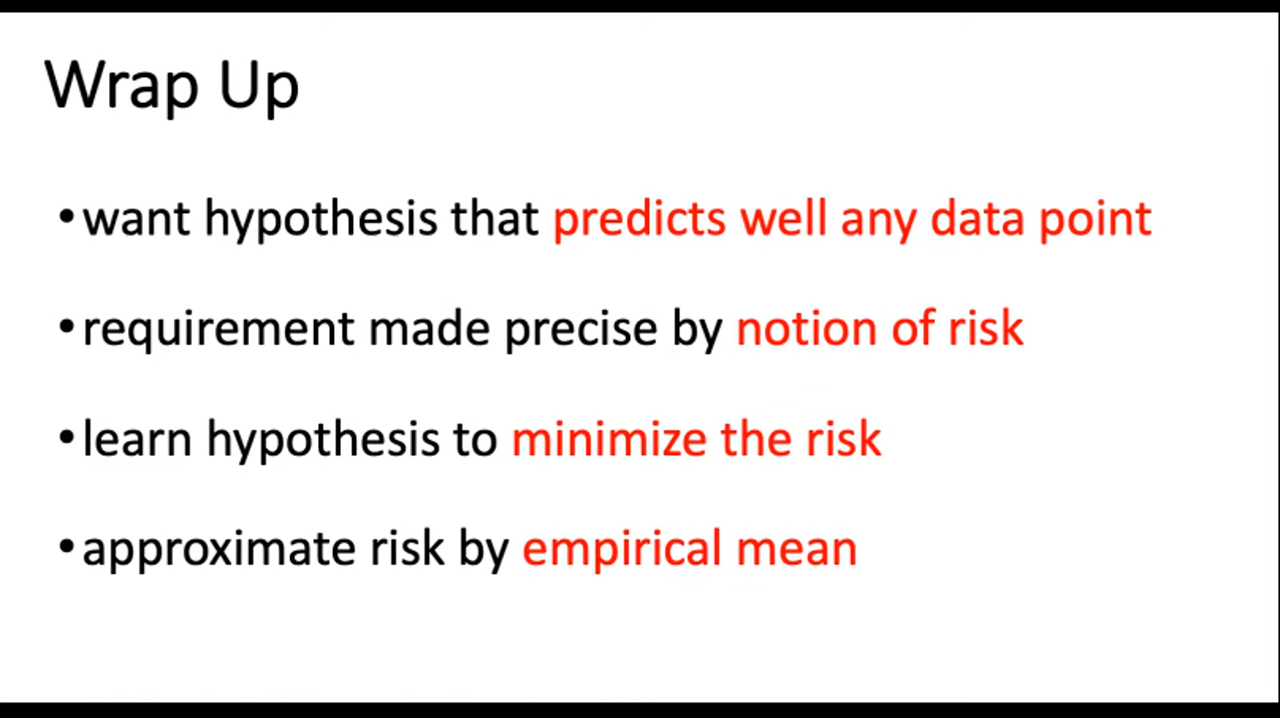 Wrap Up
•want hypothesis that predicts well any data point
•requirement made precise by notion of risk
•learn hypothesis to minimize the risk
•approximate risk by empirical mean